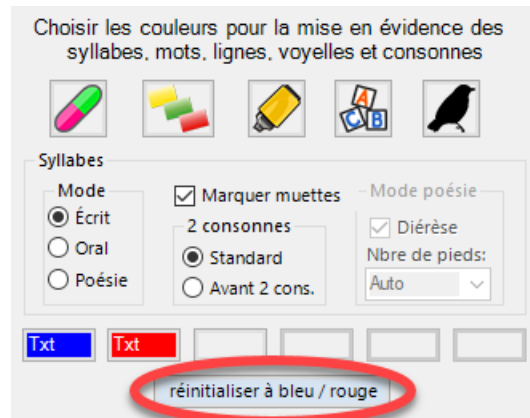 Choisir les couleurs pour la mise en évidence des
syllabes, mots, lignes, voyelles et consonnes
A
C B
Syllabes
Mode
Écrit
Oral
Poésie
Marquer muettes
2 consonnes
Standard
Avant 2 cons.
Mode poésie
Diérèse
Nbre de pieds:
Auto
Txt Txt
réinitialiser à bleu / rouge